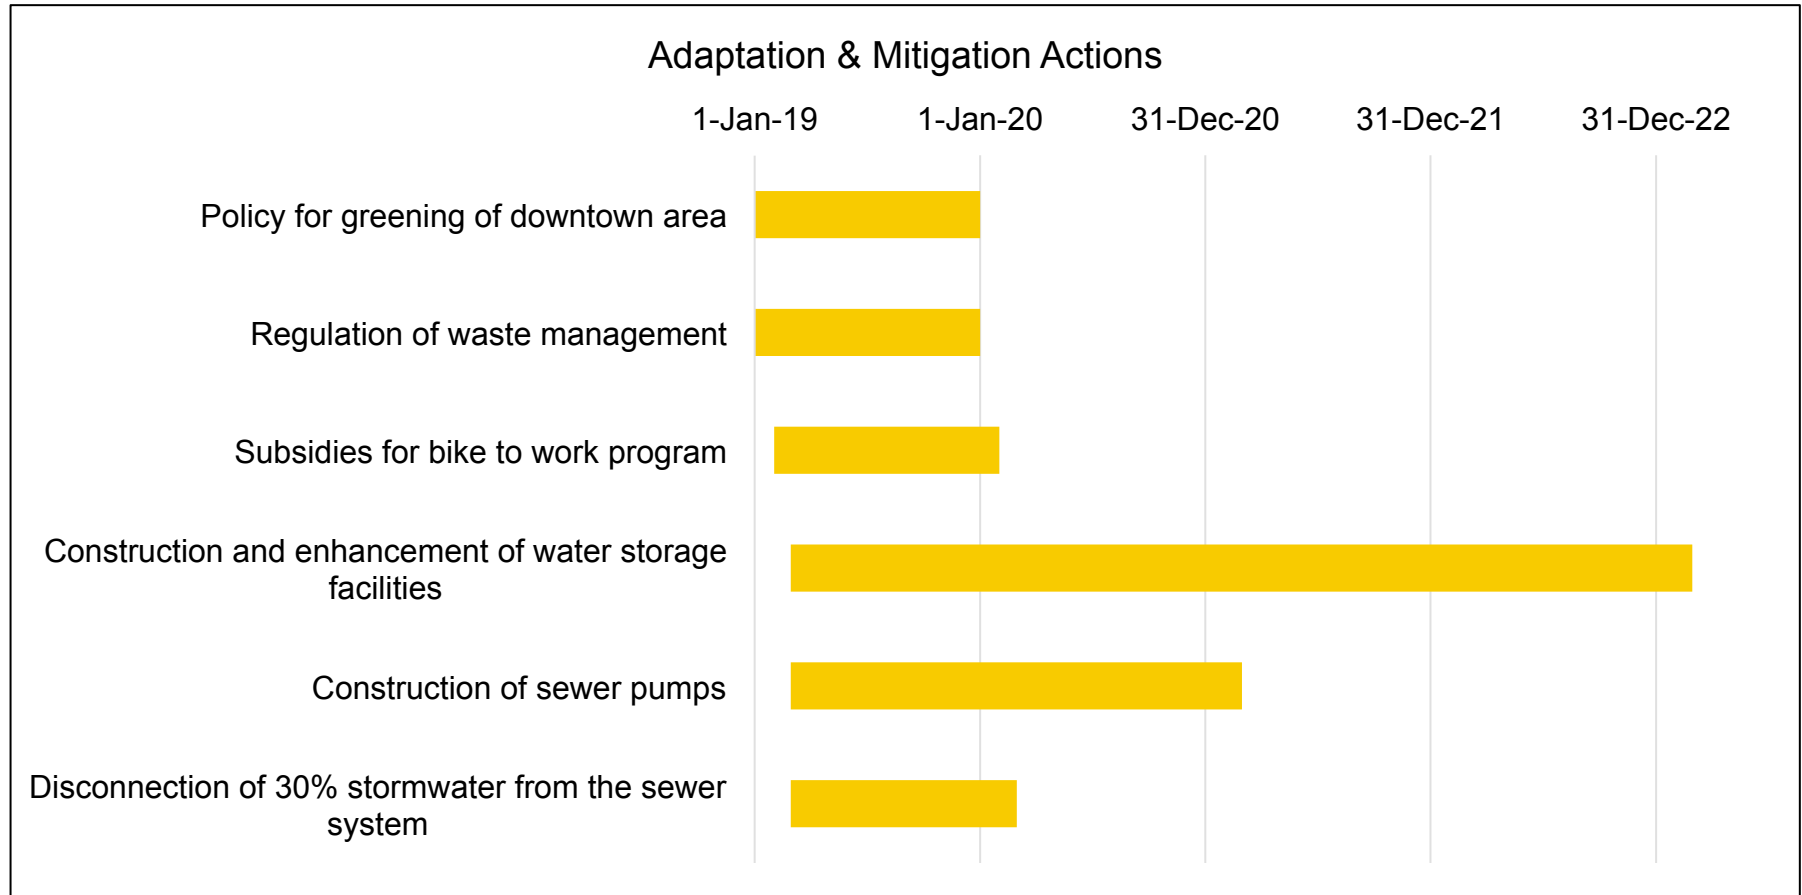 Adaptation & Mitigation Actions
1-Jan-19 1-Jan-20 31-Dec-20 31-Dec-21 31-Dec-22
Policy for greening of downtown area
Regulation of waste management
Subsidies for bike to work program
Construction and enhancement of water storage
facilities
Construction of sewer pumps
Disconnection of 30% stormwater from the sewer
system